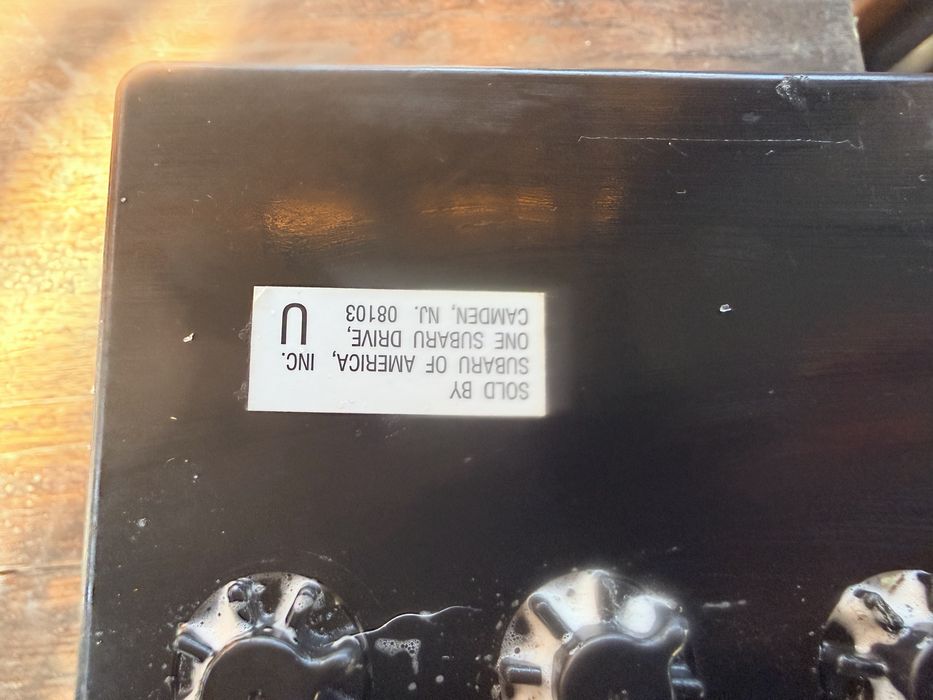 SOLD BY
SUBARU OF AMERICA, INC.
ONE SUBARU DRIVE,
CAMDEN, NJ. 08103
U